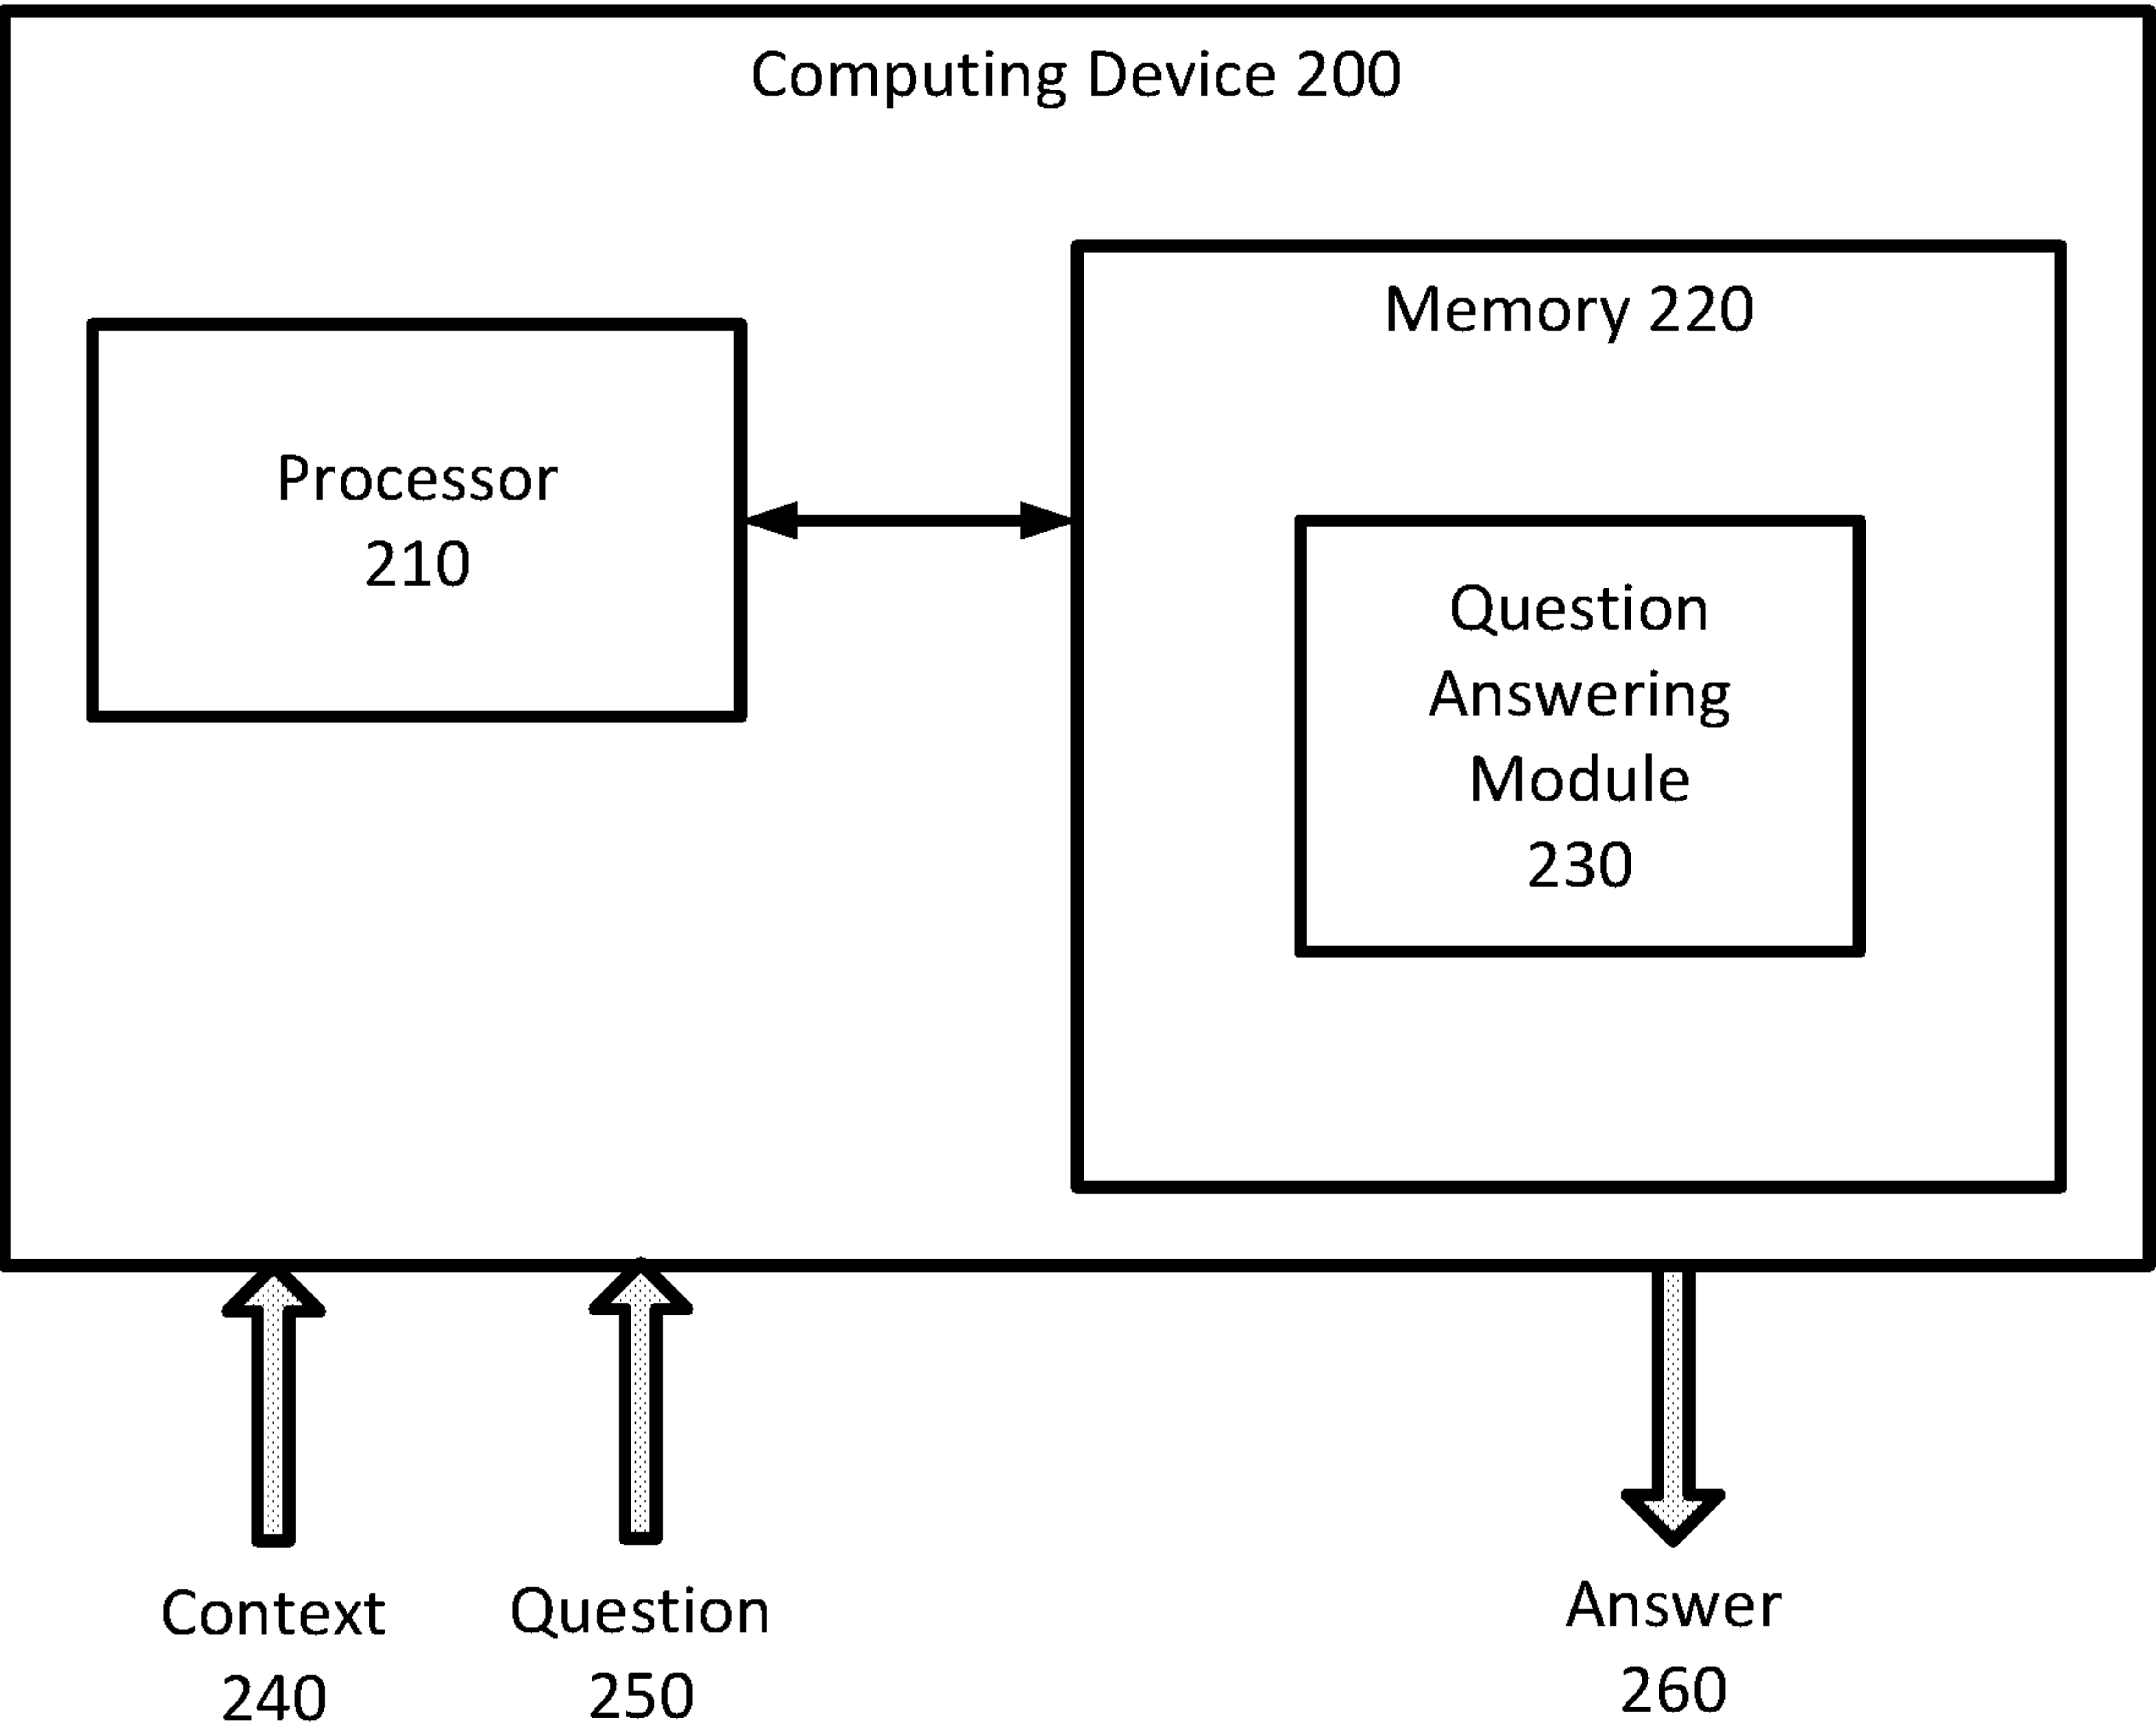 Computing Device 200
Memory 220
Processor
210
Question
Answering
Module
230
Context
240
Question
250
Answer
260